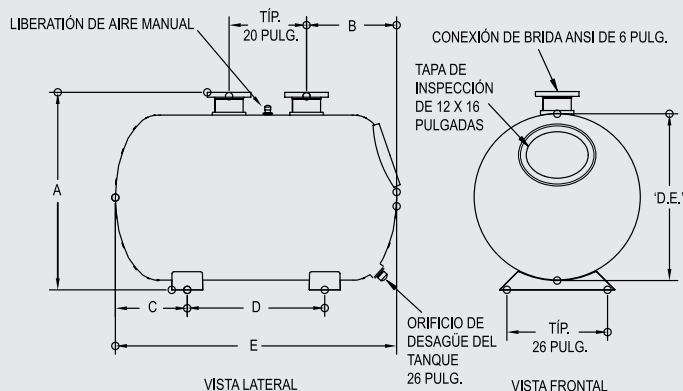 LIBERATIÓN DE AIRE MANUAL
TÍP.
20 PULG.
B
CONEXIÓN DE BRIDA ANSI DE 6 PULG.
TAPA DE
INSPECCIÓN
DE 12 X 16
PULGADAS
A
'D.E.'
C
D
E
ORIFICIO DE
DESAGÜE DEL
TANQUE
26 PULG.
TÍP.
26 PULG.
VISTA LATERAL
VISTA FRONTAL